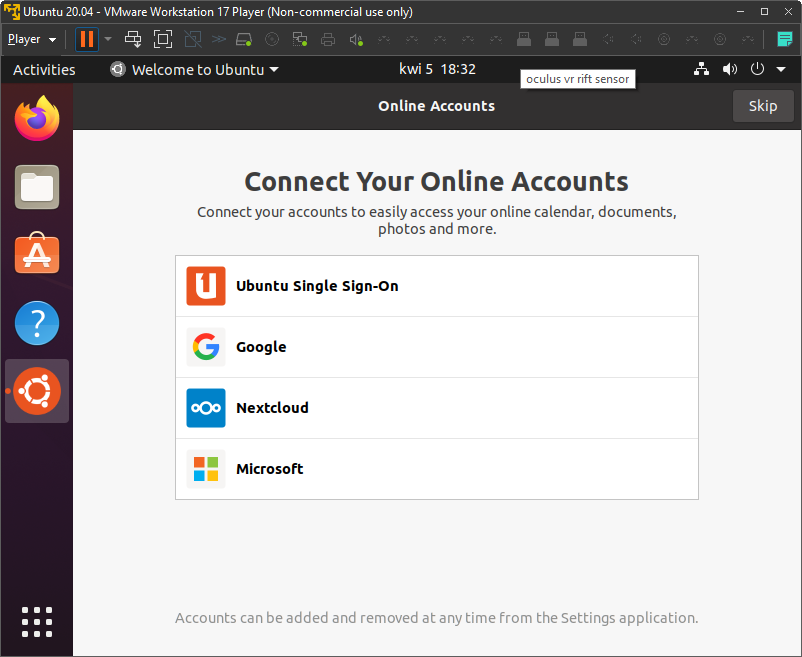 Ubuntu 20.04 - VMware Workstation 17 Player (Non-commercial use only)
Player
Activities
Welcome to Ubuntu
kwi 5 18:32
oculus vr rift sensor
Online Accounts
Skip
Connect Your Online Accounts
Connect your accounts to easily access your online calendar, documents,
photos and more.
Ubuntu Single Sign-On
Google
Nextcloud
Microsoft
Accounts can be added and removed at any time from the Settings application.